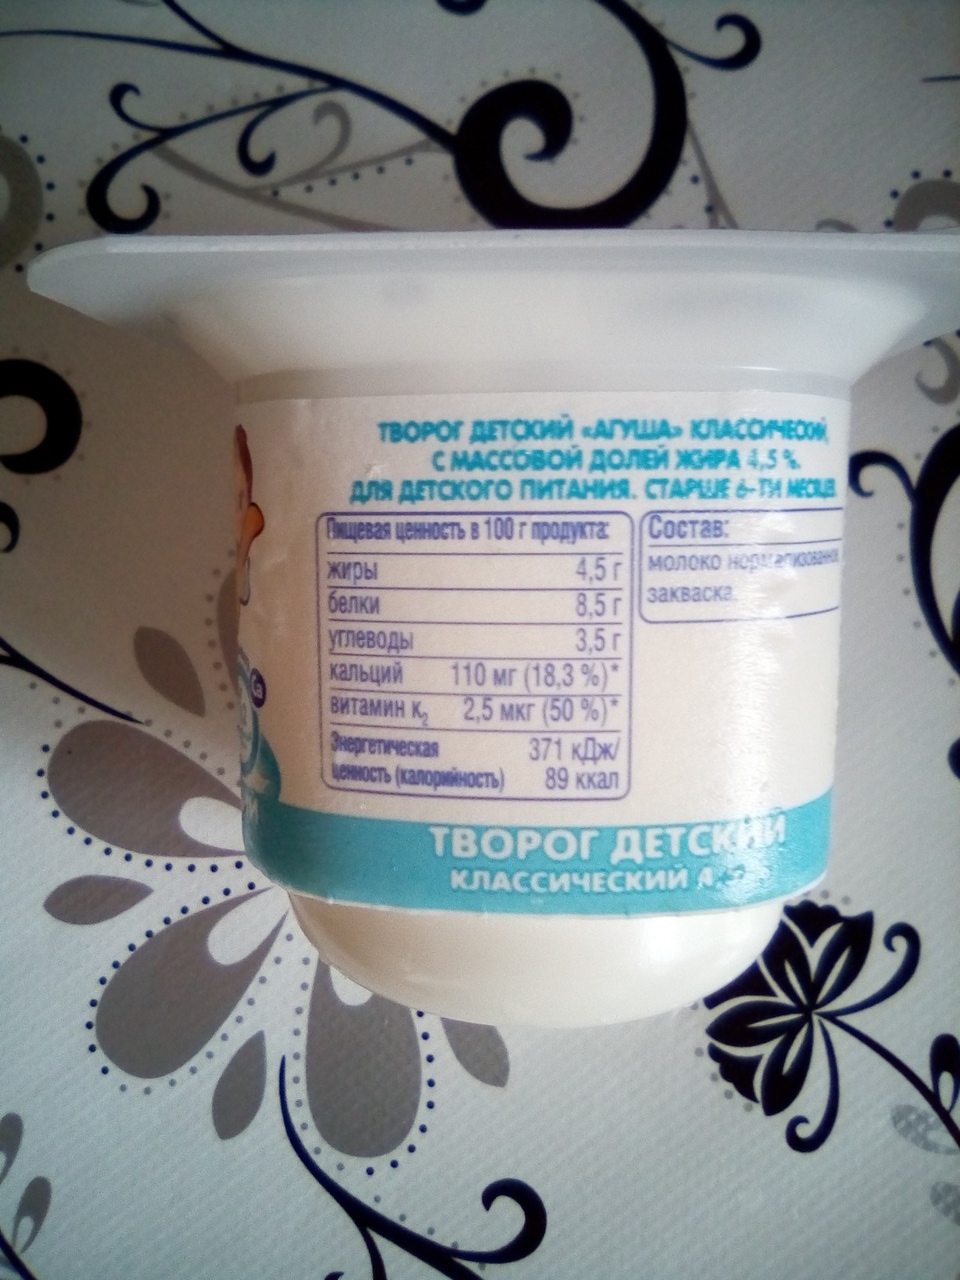 ТВОРОГ ДЕТСКИЙ «АГУША» КЛАССИЧЕСКИЙ,
С МАССОВОЙ ДОЛЕЙ ЖИРА 4,5 %.
ДЛЯ ДЕТСКОГО ПИТАНИЯ. СТАРШЕ 6-ТИ
Пищевая ценность в 100 г продукта:
жиры 4,5 г
белки 8,5 г
углеводы 3,5 г
кальций 110 мг (18,3 %)*
витамин К₂ 2,5 мкг (50 %)*
Энергетическая 371 кДж/
ценность (калорийность) 89 ккал
Состав:
молоко
закваска.
Ca
ТВОРОГ ДЕТСКИЙ
КЛАССИЧЕСКИЙ